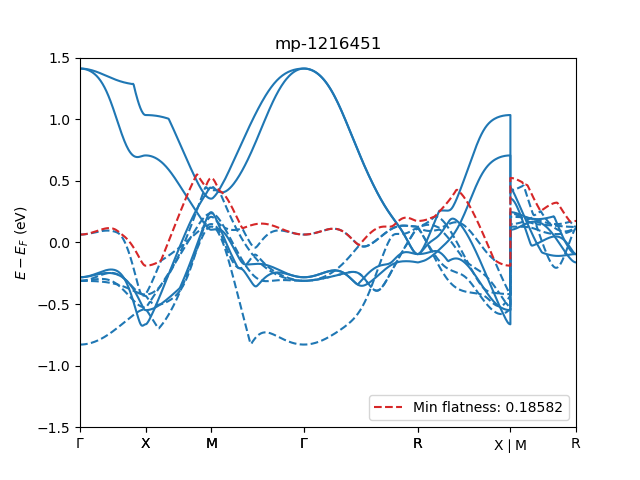 mp-1216451
E − E_F (eV)
1.5
1.0
0.5
0.0
−0.5
−1.0
−1.5
Min flatness: 0.18582
Γ X M Γ R X | M R